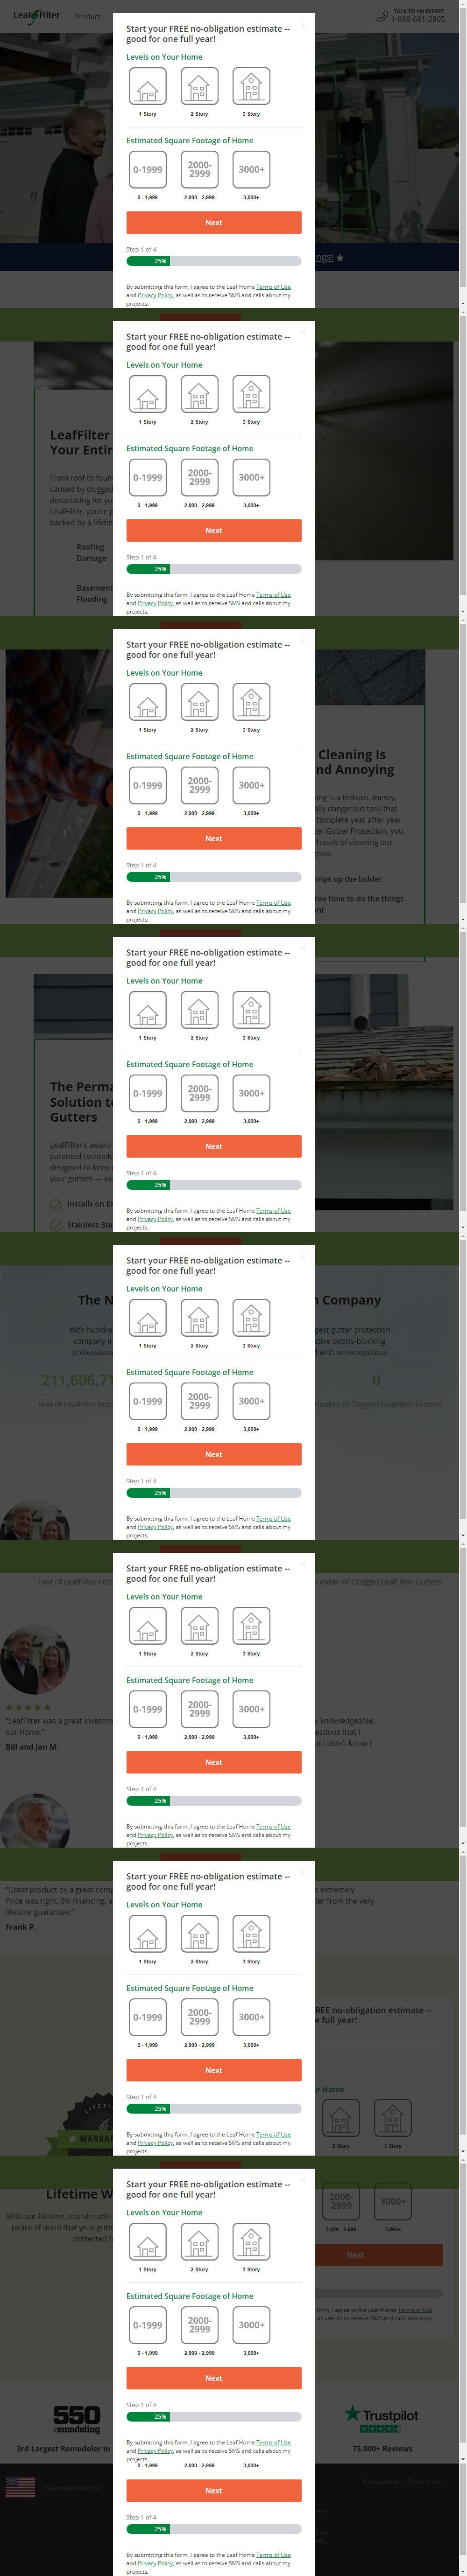 LeafFilter
Product
TALK TO AN EXPERT
1-888-681-2805
Start your FREE no-obligation estimate --
good for one full year!
Levels on Your Home
1 Story
2 Story
3 Story
Estimated Square Footage of Home
0-1999
2000-
2999
3000+
0 - 1,999
2,000 - 2,999
3,000+
Next
Step 1 of 4
25%
By submitting this form, I agree to the Leaf Home Terms of Use
and Privacy Policy, as well as to receive SMS and calls about my
projects.
Start your FREE no-obligation estimate --
good for one full year!
Levels on Your Home
1 Story
2 Story
3 Story
Estimated Square Footage of Home
0-1999
2000-
2999
3000+
0 - 1,999
2,000 - 2,999
3,000+
Next
Step 1 of 4
25%
By submitting this form, I agree to the Leaf Home Terms of Use
and Privacy Policy, as well as to receive SMS and calls about my
projects.
LeafFilter
Your Entir
From roof to foun
caused by clogged
devastating for yo
LeafFilter, you're p
backed by a lifetin
Roofing
Damage
Basement
Flooding
Start your FREE no-obligation estimate --
good for one full year!
Levels on Your Home
1 Story
2 Story
3 Story
Estimated Square Footage of Home
0-1999
2000-
2999
3000+
0 - 1,999
2,000 - 2,999
3,000+
Next
Step 1 of 4
25%
By submitting this form, I agree to the Leaf Home Terms of Use
and Privacy Policy, as well as to receive SMS and calls about my
projects.
Cleaning Is
nd Annoying
ning is a tedious, messy,
ally dangerous task that
complete year after year.
er Gutter Protection, you
hassle of cleaning out
good.
trips up the ladder
ree time to do the things
nt
Start your FREE no-obligation estimate --
good for one full year!
Levels on Your Home
1 Story
2 Story
3 Story
Estimated Square Footage of Home
0-1999
2000-
2999
3000+
0 - 1,999
2,000 - 2,999
3,000+
Next
Step 1 of 4
25%
By submitting this form, I agree to the Leaf Home Terms of Use
and Privacy Policy, as well as to receive SMS and calls about my
projects.
The Perma
Solution to
Gutters
LeafFilter's award-
patented technolo
designed to keep
your gutters — ex
Installs on Ex
Stainless Ste
Start your FREE no-obligation estimate --
good for one full year!
Levels on Your Home
1 Story
2 Story
3 Story
Estimated Square Footage of Home
0-1999
2000-
2999
3000+
0 - 1,999
2,000 - 2,999
3,000+
Next
Step 1 of 4
25%
By submitting this form, I agree to the Leaf Home Terms of Use
and Privacy Policy, as well as to receive SMS and calls about my
projects.
The N
n Company
With hundre
gest gutter protection
company in
ctive debris-blocking
professiona
d with an exceptional
211,606,71
0
Feet of LeafFilter insta
umber of Clogged LeafFilter Gutters
Start your FREE no-obligation estimate --
good for one full year!
Levels on Your Home
1 Story
2 Story
3 Story
Estimated Square Footage of Home
0-1999
2000-
2999
3000+
0 - 1,999
2,000 - 2,999
3,000+
Next
Step 1 of 4
25%
By submitting this form, I agree to the Leaf Home Terms of Use
and Privacy Policy, as well as to receive SMS and calls about my
projects.
Feet of LeafFilter insta
umber of Clogged LeafFilter Gutters
"LeafFilter was a great investme
our home."
Bill and Jan M.
y knowledgeable.
estions that I
t I didn't know I
Start your FREE no-obligation estimate --
good for one full year!
Levels on Your Home
1 Story
2 Story
3 Story
Estimated Square Footage of Home
0-1999
2000-
2999
3000+
0 - 1,999
2,000 - 2,999
3,000+
Next
Step 1 of 4
25%
By submitting this form, I agree to the Leaf Home Terms of Use
and Privacy Policy, as well as to receive SMS and calls about my
projects.
"Great product by a great comp
Price was right, 0% financing, a
lifetime guarantee."
Frank P.
s extremely
ter from the very
REE no-obligation estimate --
e full year!
ur Home
2 Story
3 Story
Start your FREE no-obligation estimate --
good for one full year!
Levels on Your Home
1 Story
2 Story
3 Story
Estimated Square Footage of Home
0-1999
2000-
2999
3000+
0 - 1,999
2,000 - 2,999
3,000+
Next
Step 1 of 4
25%
By submitting this form, I agree to the Leaf Home Terms of Use
and Privacy Policy, as well as to receive SMS and calls about my
projects.
Lifetime W
With our lifetime, transferable
peace of mind that your gutte
protected f
2000-
2999
3000+
2,000 - 2,999
3,000+
Next
form, I agree to the Leaf Home Terms of Use
as well as to receive SMS and calls about my
550
remodeling
3rd Largest Remodeler in
Trustpilot
75,000+ Reviews
0 - 1,999
2,000 - 2,999
3,000+
Next
Step 1 of 4
25%
By submitting this form, I agree to the Leaf Home Terms of Use
and Privacy Policy, as well as to receive SMS and calls about my
projects.
Privacy Policy
Terms of Use